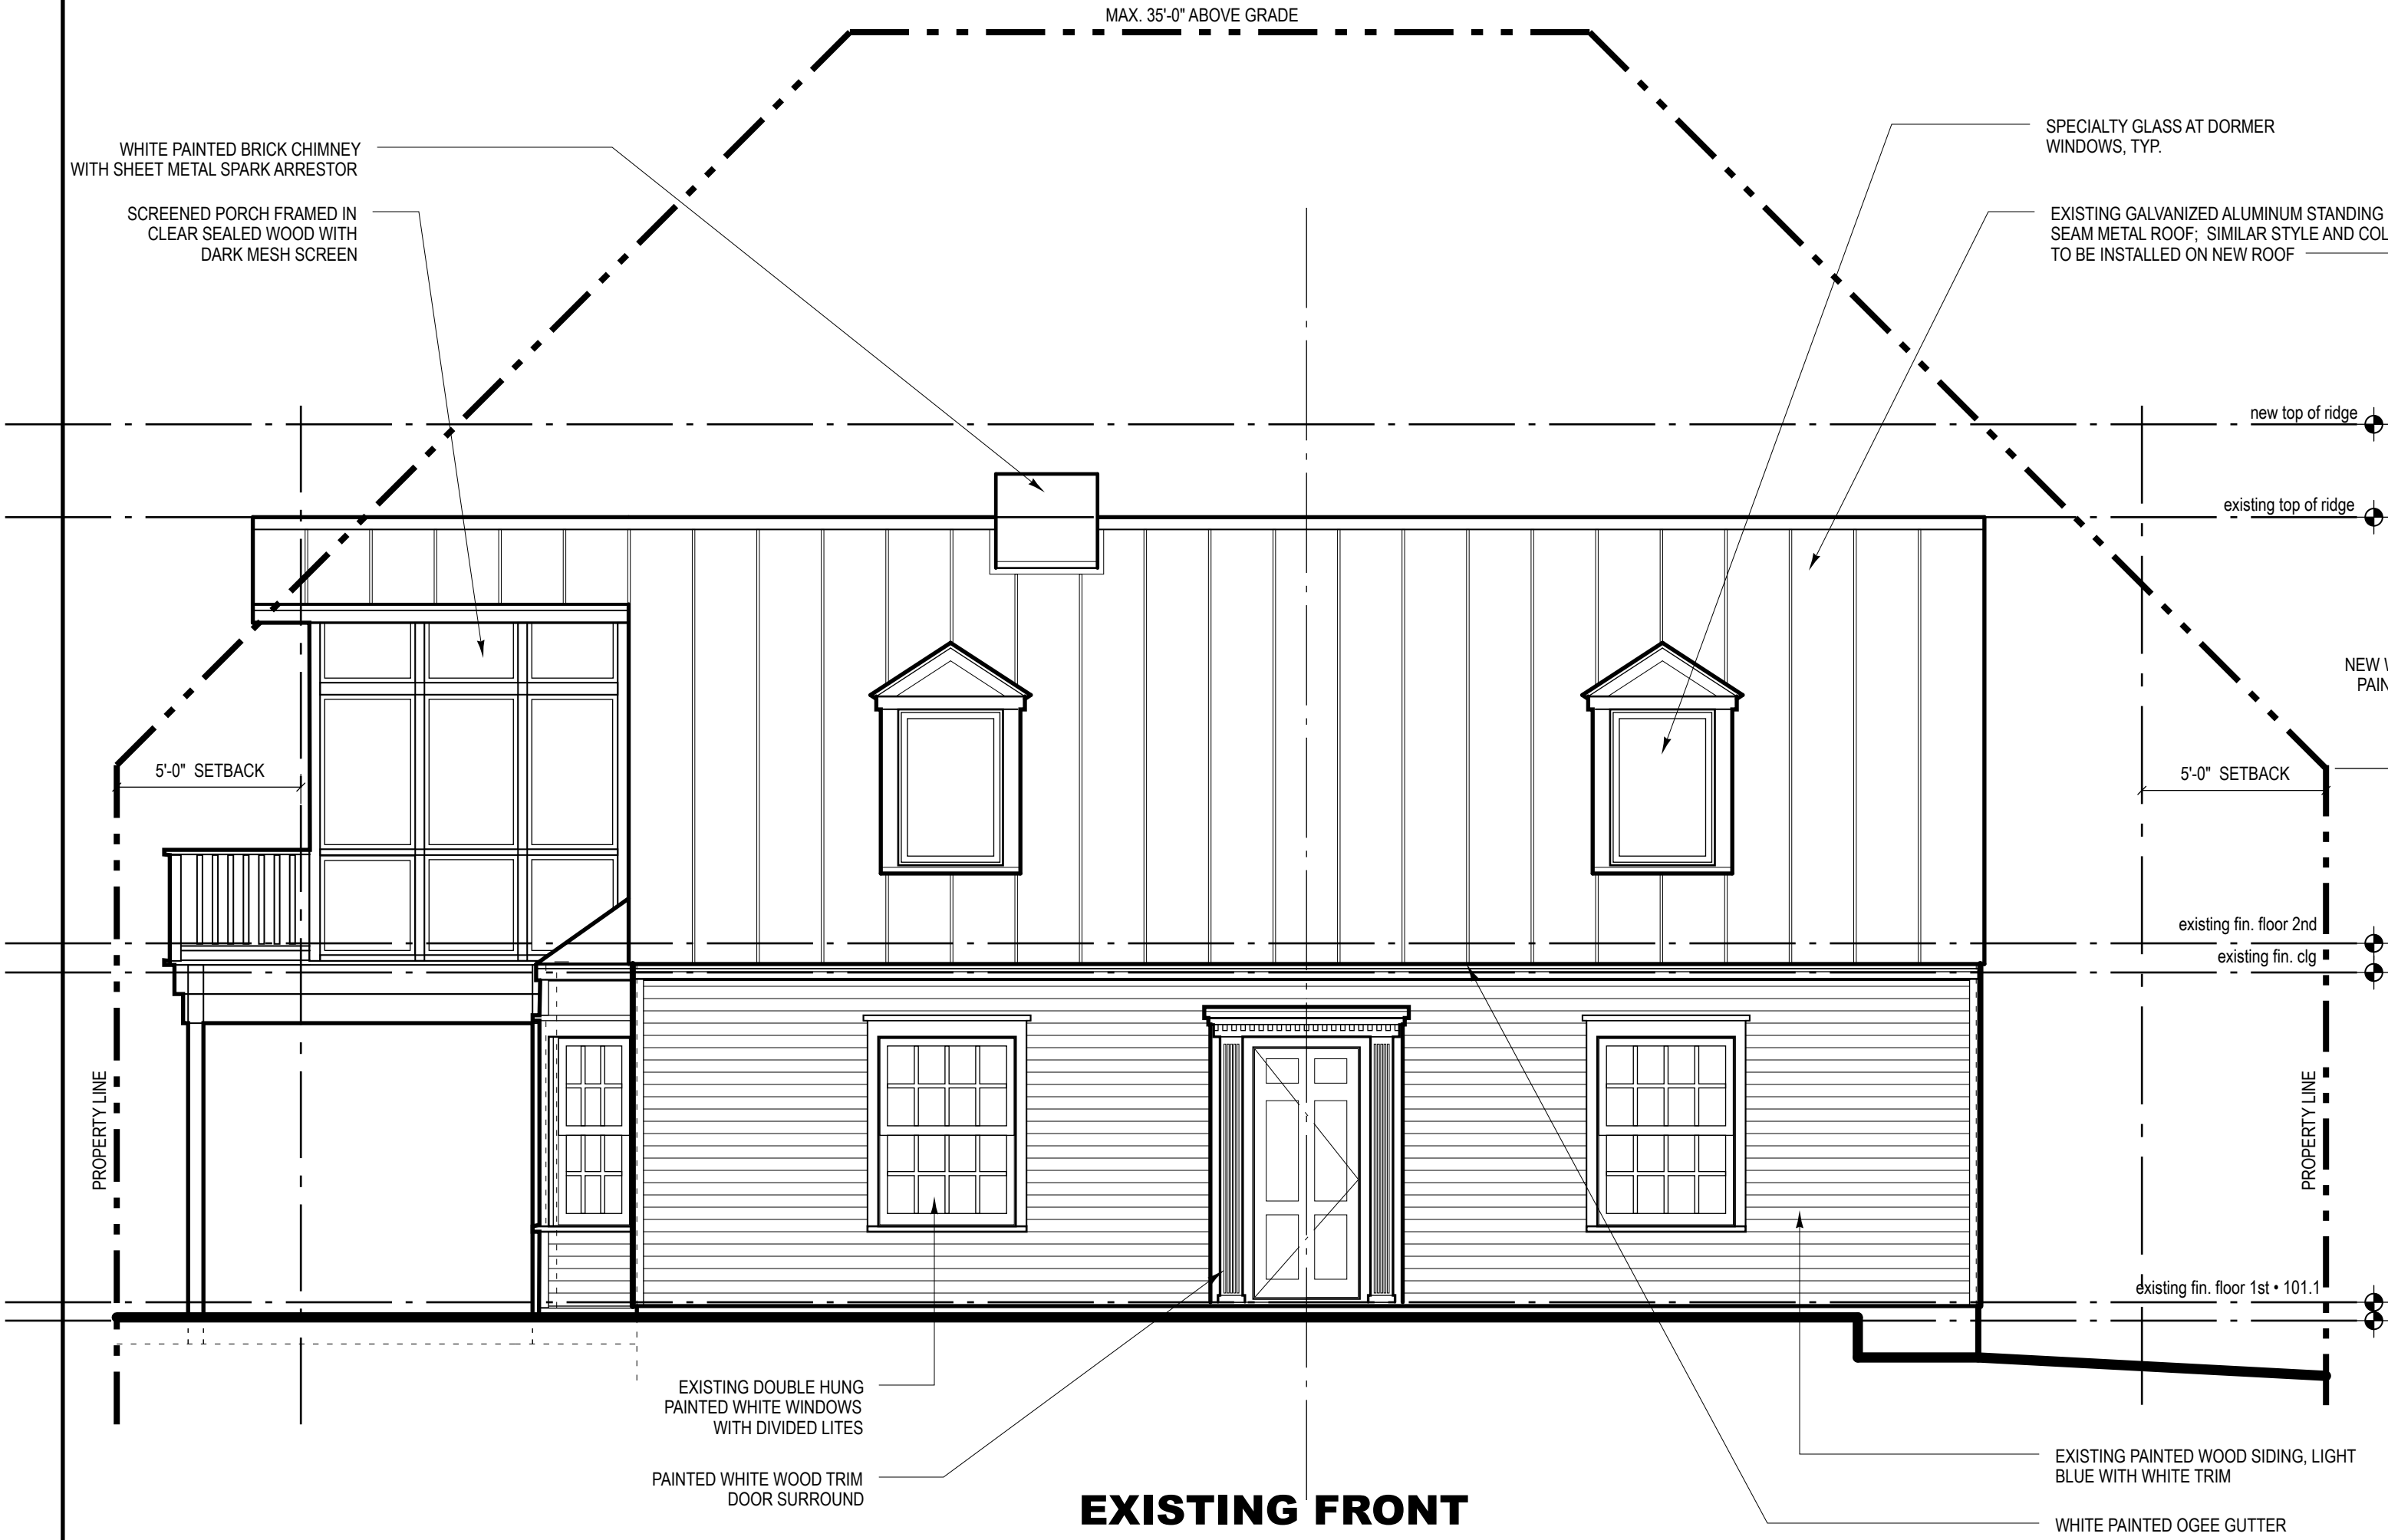 MAX. 35'-0" ABOVE GRADE
WHITE PAINTED BRICK CHIMNEY
WITH SHEET METAL SPARK ARRESTOR
SCREENED PORCH FRAMED IN
CLEAR SEALED WOOD WITH
DARK MESH SCREEN
SPECIALTY GLASS AT DORMER
WINDOWS, TYP.
EXISTING GALVANIZED ALUMINUM STANDING
SEAM METAL ROOF; SIMILAR STYLE AND COL
TO BE INSTALLED ON NEW ROOF
new top of ridge
existing top of ridge
NEW
PAIN
5'-0" SETBACK
5'-0" SETBACK
existing fin. floor 2nd
existing fin. clg
PROPERTY LINE
PROPERTY LINE
existing fin. floor 1st • 101.1
EXISTING DOUBLE HUNG
PAINTED WHITE WINDOWS
WITH DIVIDED LITES
PAINTED WHITE WOOD TRIM
DOOR SURROUND
EXISTING PAINTED WOOD SIDING, LIGHT
BLUE WITH WHITE TRIM
WHITE PAINTED OGEE GUTTER
EXISTING FRONT